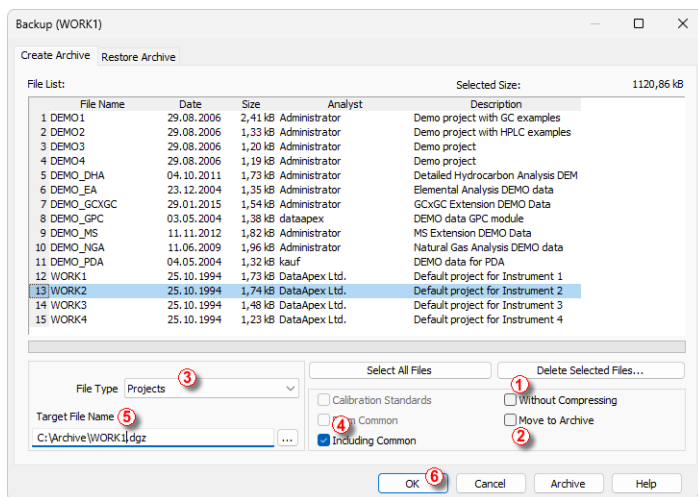 Backup (WORK1)
Create Archive Restore Archive
File List: Selected Size: 1120,86 kB
File Name Date Size Analyst Description
1 DEMO1 29.08.2006 2,41 kB Administrator Demo project with GC examples
2 DEMO2 29.08.2006 1,33 kB Administrator Demo project with HPLC examples
3 DEMO3 29.08.2006 1,20 kB Administrator Demo project
4 DEMO4 29.08.2006 1,19 kB Administrator Demo project
5 DEMO_DHA 04.10.2011 1,73 kB Administrator Detailed Hydrocarbon Analysis DEM
6 DEMO_EA 23.12.2004 1,35 kB Administrator Elemental Analysis DEMO data
7 DEMO_GCXGC 29.01.2015 1,54 kB Administrator GCxGC Extension DEMO Data
8 DEMO_GPC 03.05.2004 1,38 kB dataapex DEMO data GPC module
9 DEMO_MS 11.11.2012 1,82 kB Administrator MS Extension DEMO Data
10 DEMO_NGA 11.06.2009 1,96 kB Administrator Natural Gas Analysis DEMO data
11 DEMO_PDA 04.05.2004 1,32 kB kauf DEMO data for PDA
12 WORK1 25.10.1994 1,73 kB DataApex Ltd. Default project for Instrument 1
13 WORK2 25.10.1994 1,74 kB DataApex Ltd. Default project for Instrument 2
14 WORK3 25.10.1994 1,48 kB DataApex Ltd. Default project for Instrument 3
15 WORK4 25.10.1994 1,23 kB DataApex Ltd. Default project for Instrument 4
Select All Files Delete Selected Files...
File Type Projects 3
Calibration Standards 1 Without Compressing
Target File Name 5 4 Common Move to Archive
C:\Archive\WORK1.dgz ... Including Common 2
OK 6 Cancel Archive Help